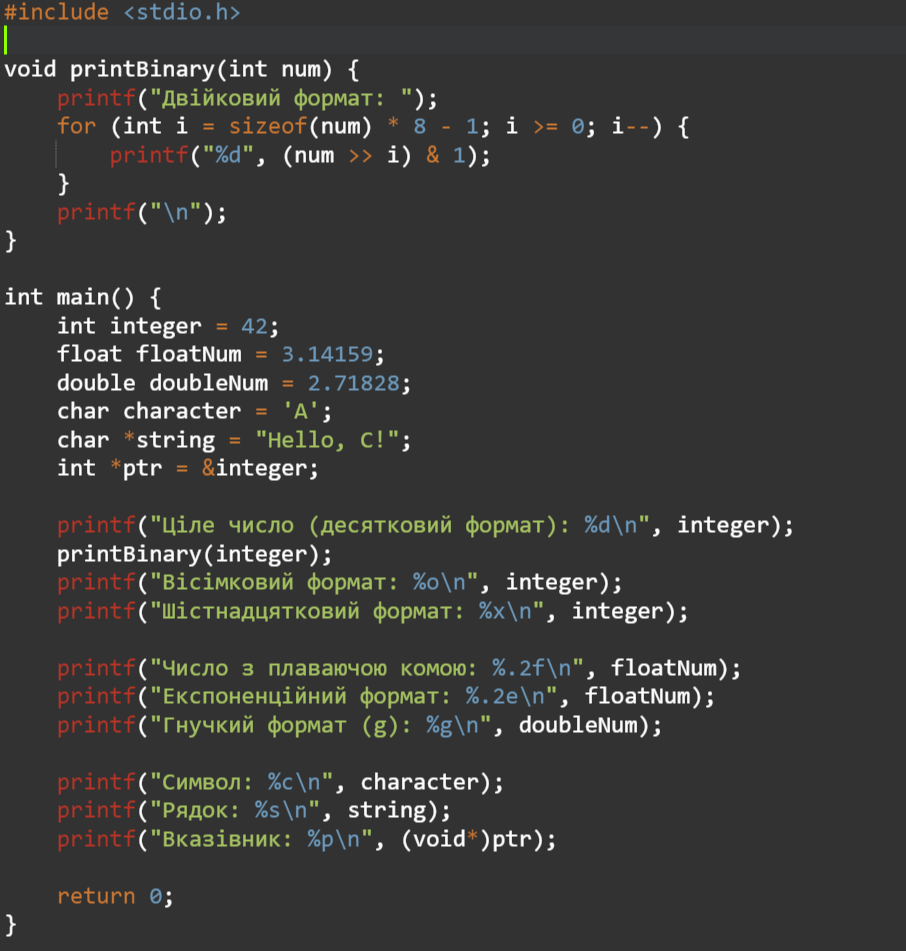 #include <stdio.h>
void printBinary(int num) {
    printf("Двійковий формат: ");
    for (int i = sizeof(num) * 8 - 1; i >= 0; i--) {
        printf("%d", (num >> i) & 1);
    }
    printf("\n");
}
int main() {
    int integer = 42;
    float floatNum = 3.14159;
    double doubleNum = 2.71828;
    char character = 'A';
    char *string = "Hello, C!";
    int *ptr = &integer;
    printf("Ціле число (десятковий формат): %d\n", integer);
    printBinary(integer);
    printf("Вісімковий формат: %o\n", integer);
    printf("Шістнадцятковий формат: %x\n", integer);
    printf("Число з плаваючою комою: %.2f\n", floatNum);
    printf("Експоненційний формат: %.2e\n", floatNum);
    printf("Гнучкий формат (g): %g\n", doubleNum);
    printf("Символ: %c\n", character);
    printf("Рядок: %s\n", string);
    printf("Вказівник: %p\n", (void*)ptr);
    return 0;
}